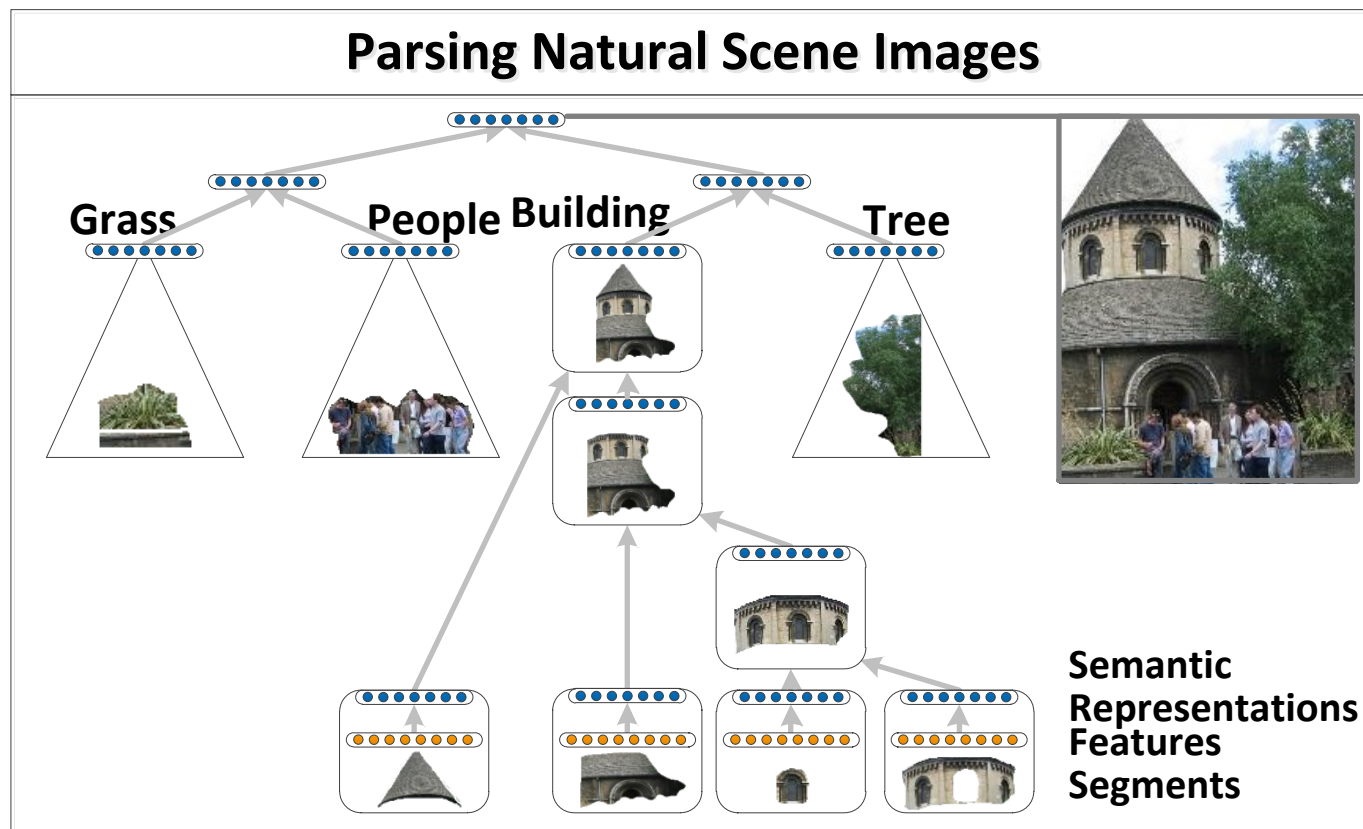 Parsing Natural Scene Images
Grass
People
Building
Tree
Semantic
Representations
Features
Segments